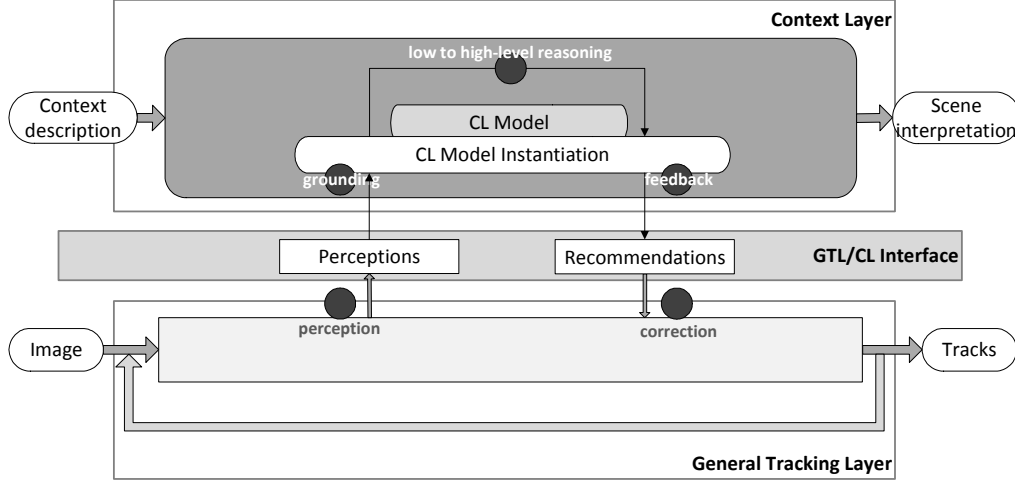 Context Layer
low to high-level reasoning
Context
description
CL Model
Scene
interpretation
CL Model Instantiation
grounding
feedback
Perceptions
Recommendations
GTL/CL Interface
perception
correction
Image
Tracks
General Tracking Layer